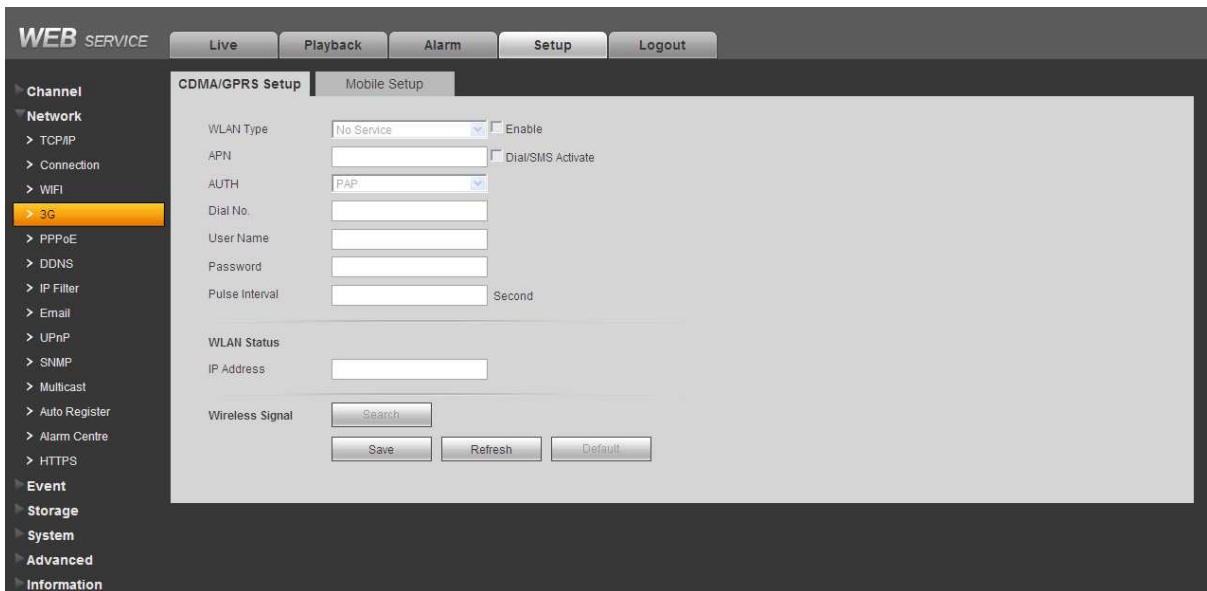 WEB SERVICE
Live
Playback
Alarm
Setup
Logout
Channel
Network
> TCP/IP
> Connection
> WIFI
> 3G
> PPPoE
> DDNS
> IP Filter
> Email
> UPnP
> SNMP
> Multicast
> Auto Register
> Alarm Centre
> HTTPS
Event
Storage
System
Advanced
Information
CDMA/GPRS Setup
Mobile Setup
WLAN Type No Service Enable
APN Dial/SMS Activate
AUTH PAP
Dial No.
User Name
Password
Pulse Interval Second
WLAN Status
IP Address
Wireless Signal Search
Save Refresh Default